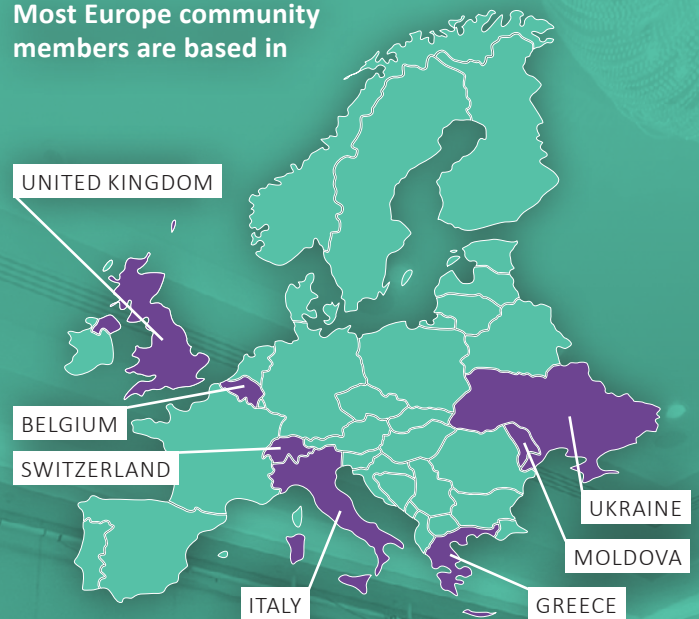 Most Europe community
members are based in
UNITED KINGDOM
BELGIUM
SWITZERLAND
UKRAINE
MOLDOVA
ITALY
GREECE